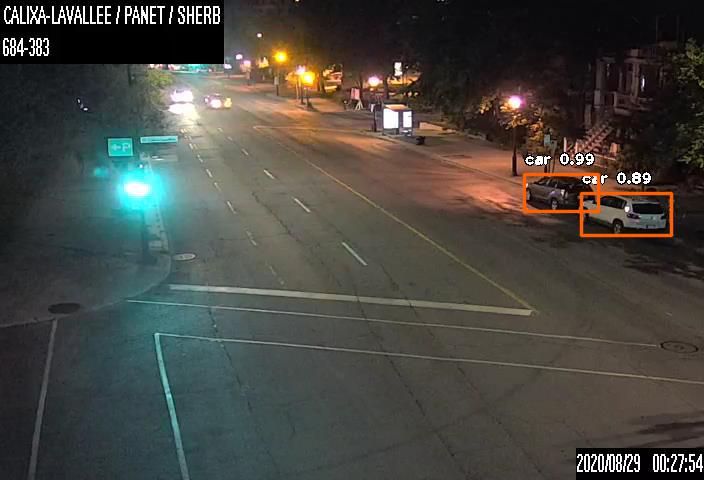 CALIXA-LAVALLEE / PANET / SHERB
684-383
P
car 0.99
car 0.89
2020/08/29 00:27:54